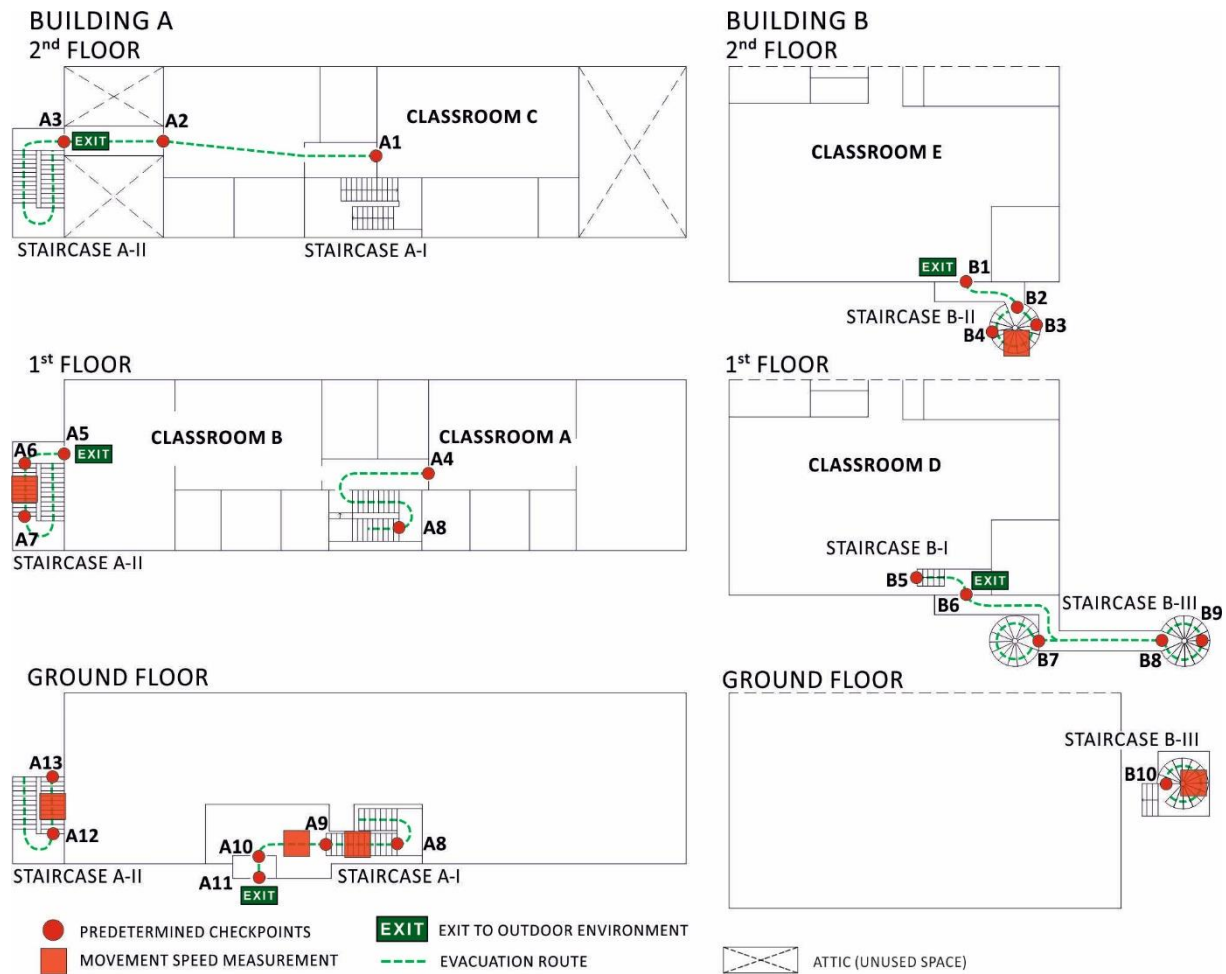 BUILDING A
2nd FLOOR
CLASSROOM C
A3
EXIT
A2
A1
STAIRCASE A-II
STAIRCASE A-I
1st FLOOR
A5
EXIT
A6
CLASSROOM B
CLASSROOM A
A4
A7
A8
STAIRCASE A-II
GROUND FLOOR
A13
A12
A10
A9
A8
A11
EXIT
STAIRCASE A-II
STAIRCASE A-I
BUILDING B
2nd FLOOR
CLASSROOM E
EXIT
B1
B2
STAIRCASE B-II
B3
B4
1st FLOOR
CLASSROOM D
STAIRCASE B-I
B5
EXIT
B6
STAIRCASE B-III
B9
B7
B8
GROUND FLOOR
STAIRCASE B-III
B10
PREDETERMINED CHECKPOINTS
EXIT
EXIT TO OUTDOOR ENVIRONMENT
MOVEMENT SPEED MEASUREMENT
EVACUATION ROUTE
ATTIC (UNUSED SPACE)